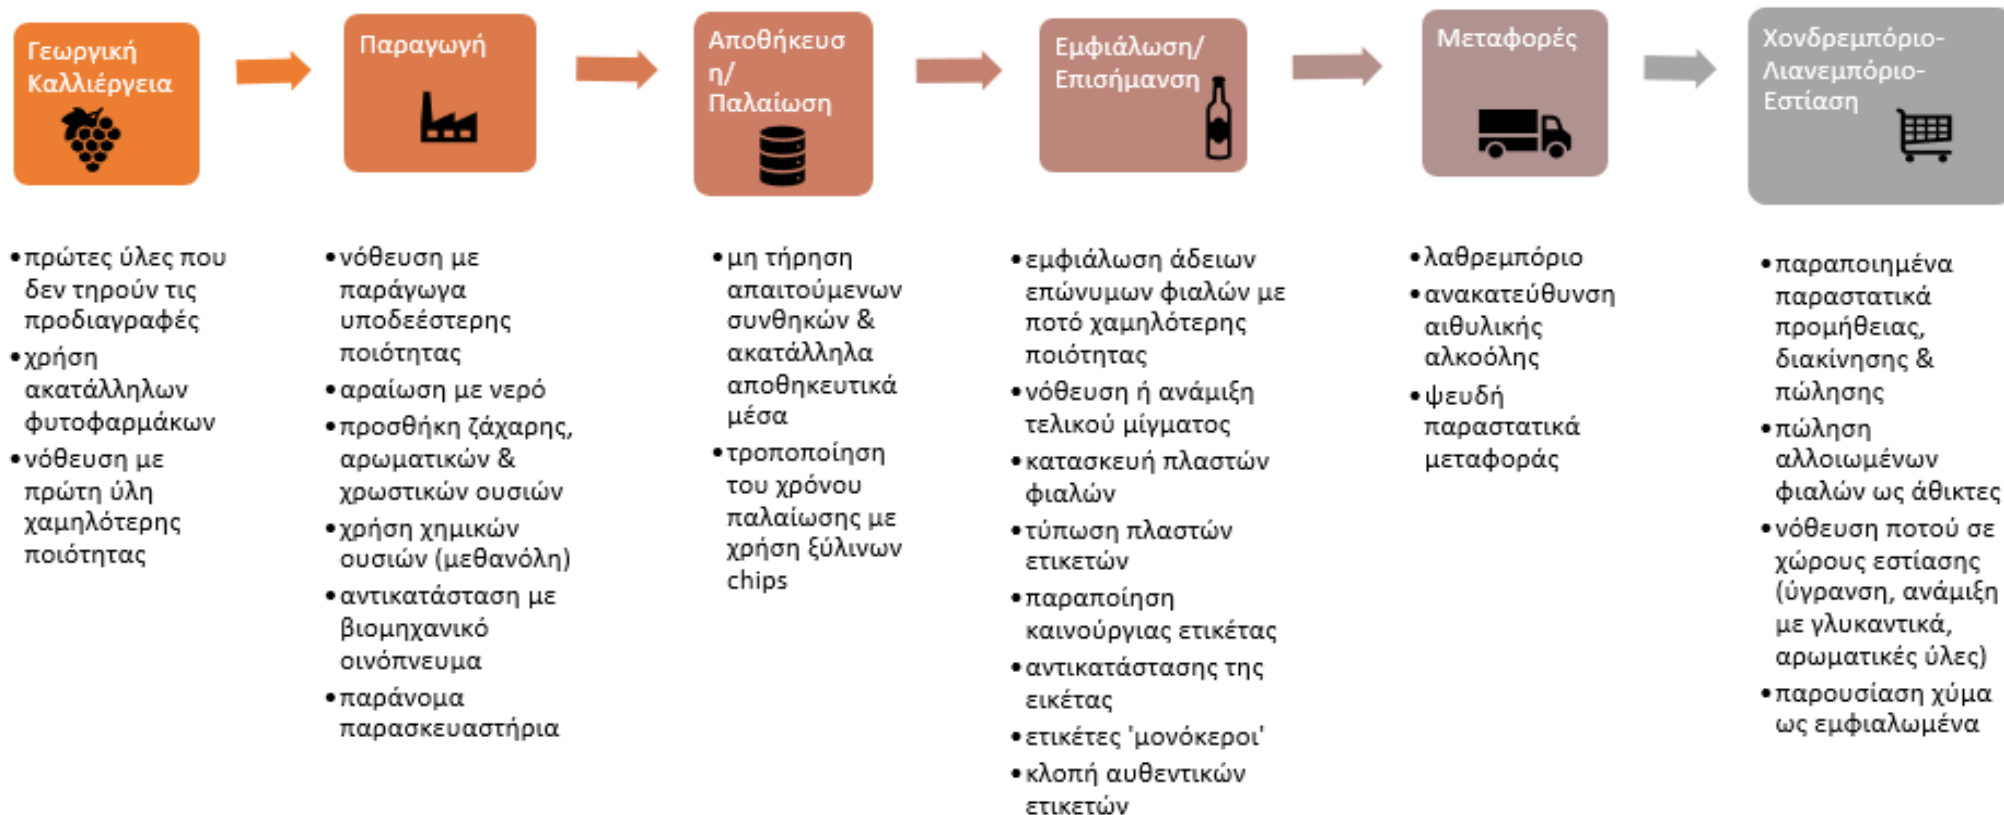 Γεωργική
Καλλιέργεια
Παραγωγή
Αποθήκευσ
η/
Παλαίωση
Εμφιάλωση/
Επισήμανση
Μεταφορές
Χονδρεμπόριο-
Λιανεμπόριο-
Εστίαση
•πρώτες ύλες που
δεν τηρούν τις
προδιαγραφές
•χρήση
ακατάλληλων
φυτοφαρμάκων
•νόθευση με
πρώτη ύλη
χαμηλότερης
ποιότητας
•νόθευση με
παράγωγα
υποδεέστερης
ποιότητας
•αραίωση με νερό
•προσθήκη ζάχαρης,
αρωματικών &
χρωστικών ουσιών
•χρήση χημικών
ουσιών (μεθανόλη)
•αντικατάσταση με
βιομηχανικό
οινόπνευμα
•παράνομα
παρασκευαστήρια
•μη τήρηση
απαιτούμενων
συνθηκών &
ακατάλληλα
αποθηκευτικά
μέσα
•τροποποίηση
του χρόνου
παλαίωσης με
χρήση ξύλινων
chips
•εμφιάλωση άδειων
επώνυμων φιαλών με
ποτό χαμηλότερης
ποιότητας
•νόθευση ή ανάμιξη
τελικού μίγματος
•κατασκευή πλαστών
φιαλών
•τύπωση πλαστών
ετικετών
•παραποίηση
καινούργιας ετικέτας
•αντικατάστασης της
εικέτας
•ετικέτες 'μονόκεροι'
•κλοπή αυθεντικών
ετικετών
•λαθρεμπόριο
•ανακατεύθυνση
αιθυλικής
αλκοόλης
•ψευδή
παραστατικά
μεταφοράς
•παραποιημένα
παραστατικά
προμήθειας,
διακίνησης &
πώλησης
•πώληση
αλλοιωμένων
φιαλών ως άθικτες
•νόθευση ποτού σε
χώρους εστίασης
(ύγρανση, ανάμιξη
με γλυκαντικά,
αρωματικές ύλες)
•παρουσίαση χύμα
ως εμφιαλωμένα